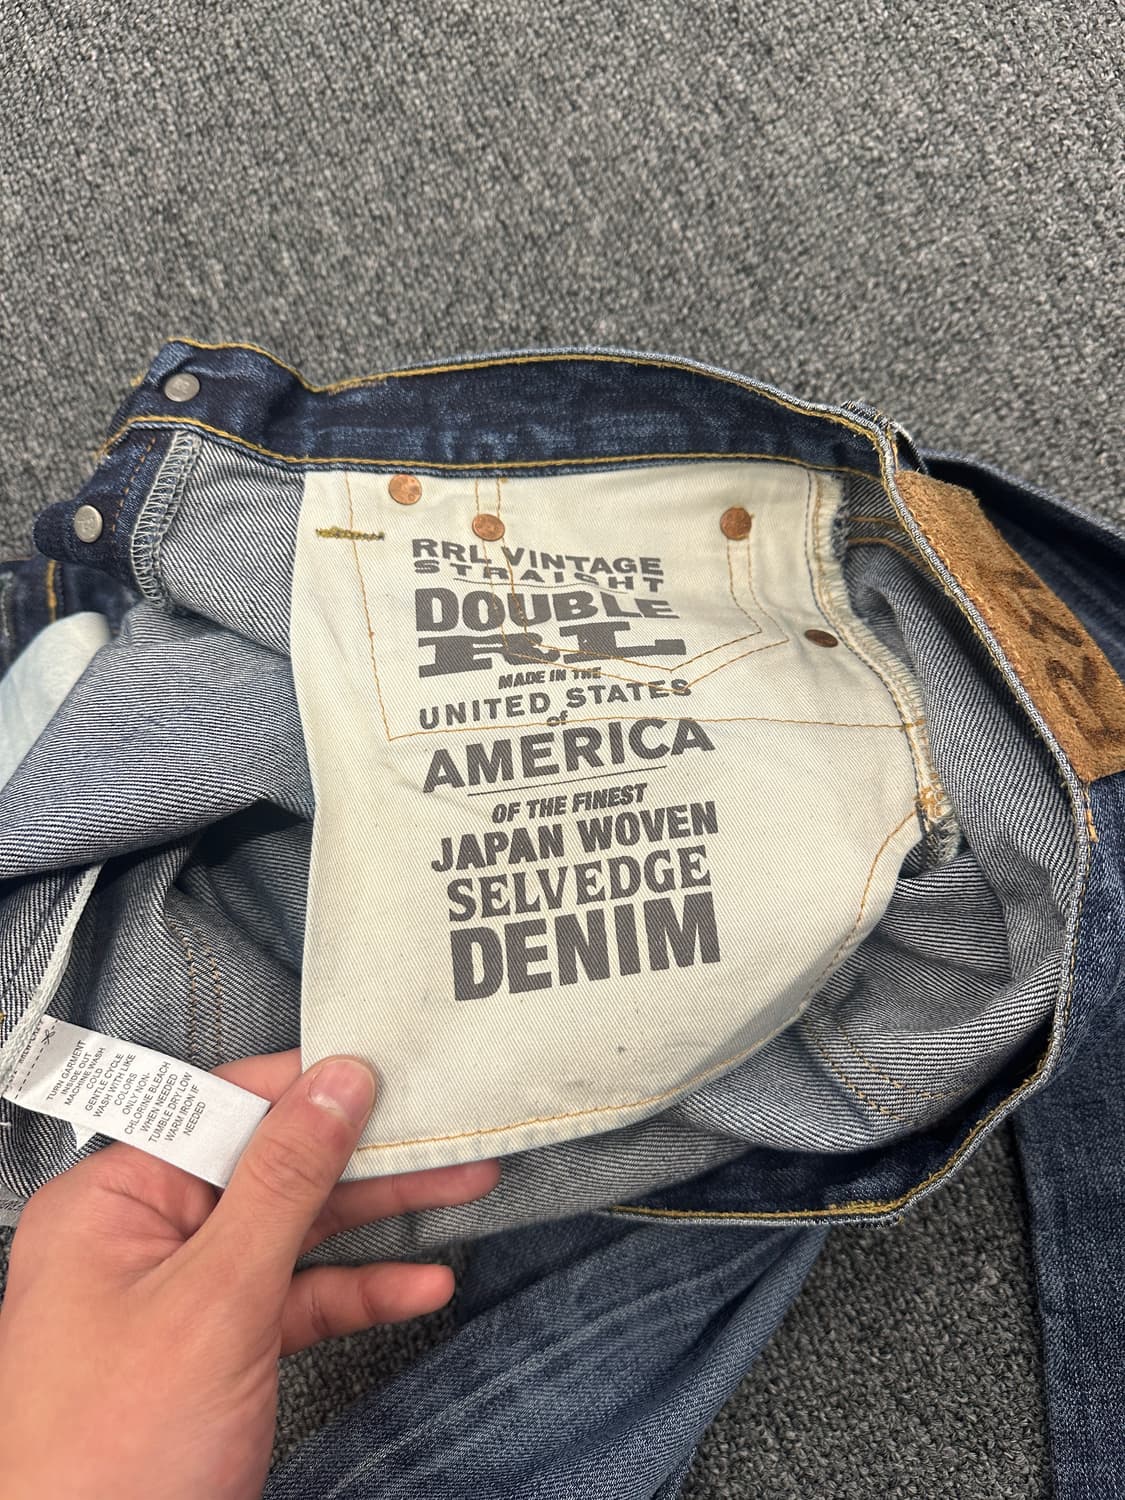 RRL VINTAGE
STRAIGHT
DOUBLE
RL
MADE IN THE
UNITED STATES
of
AMERICA
OF THE FINEST
JAPAN WOVEN
SELVEDGE
DENIM
TURN GARMENT
INSIDE OUT
MACHINE WASH
COLD
GENTLE CYCLE
WASH WITH LIKE
COLORS
ONLY NON-
CHLORINE BLEACH
WHEN NEEDED
TUMBLE DRY LOW
WARM IRON IF
NEEDED